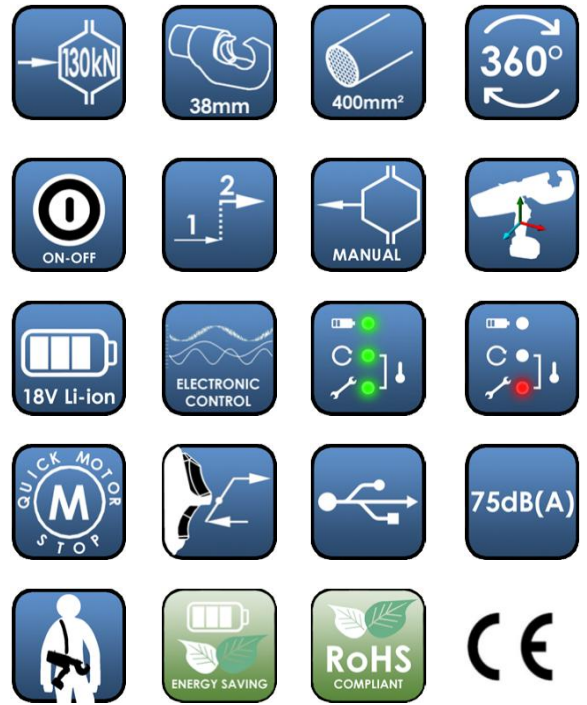 130kN
38mm
400mm²
360°
ON-OFF
1
2
MANUAL
18V Li-ion
ELECTRONIC
CONTROL
QUICK MOTOR
M
STOP
75dB(A)
ENERGY SAVING
RoHS
COMPLIANT
CE